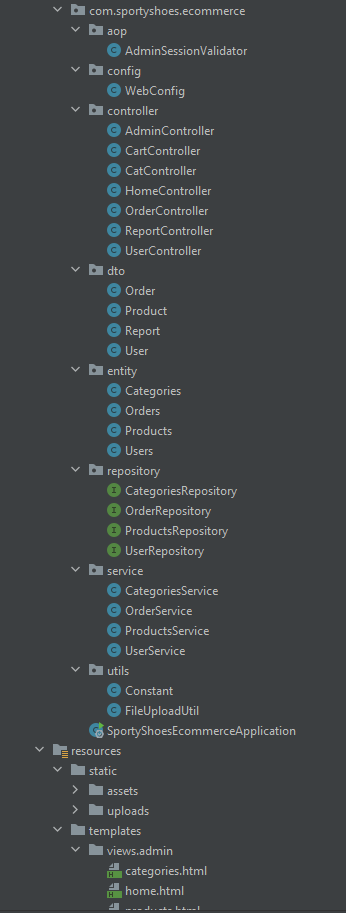 com.sportyshoes.ecommerce
aop
AdminSessionValidator
config
WebConfig
controller
AdminController
CartController
CatController
HomeController
OrderController
ReportController
UserController
dto
Order
Product
Report
User
entity
Categories
Orders
Products
Users
repository
CategoriesRepository
OrderRepository
ProductsRepository
UserRepository
service
CategoriesService
OrderService
ProductsService
UserService
utils
Constant
FileUploadUtil
SportyShoesEcommerceApplication
resources
static
assets
uploads
templates
views.admin
categories.html
home.html
products.html